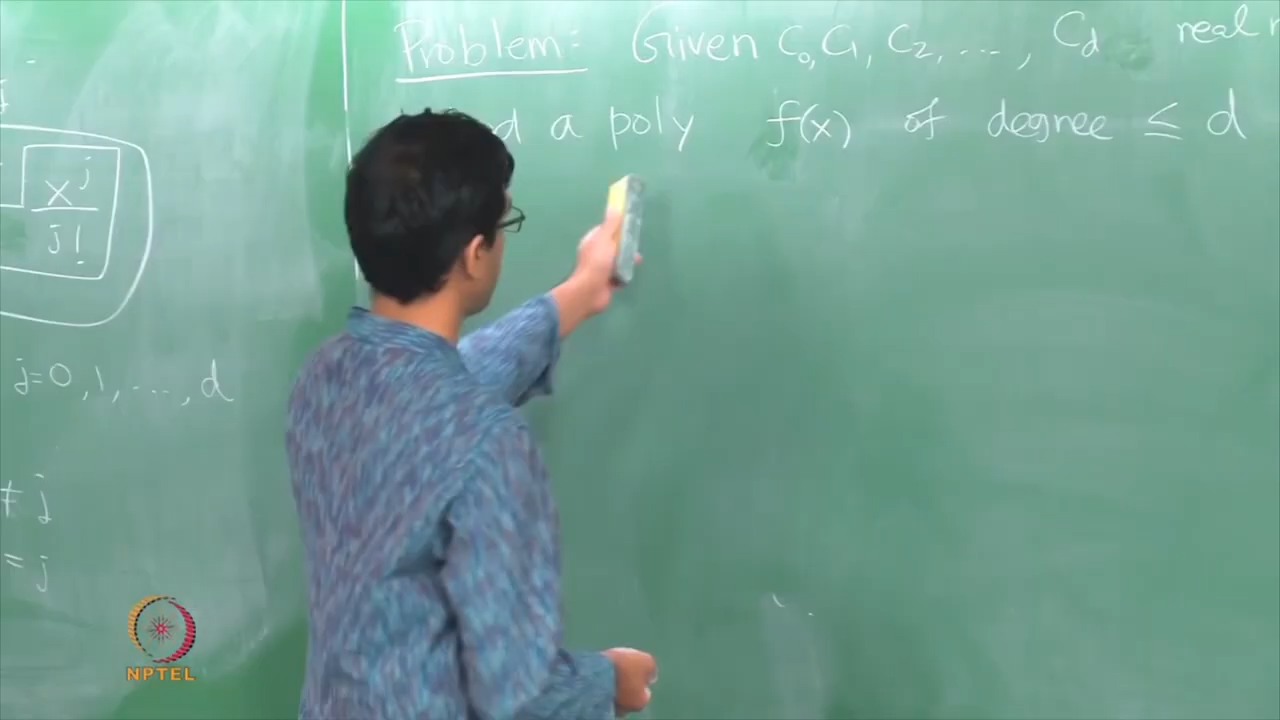 Problem: Given C₀, C₁, C₂, ..., C_d real
a poly f(x) of degree ≤ d
x^j
j!
j=0,1,...,d
≠ j
= j
NPTEL